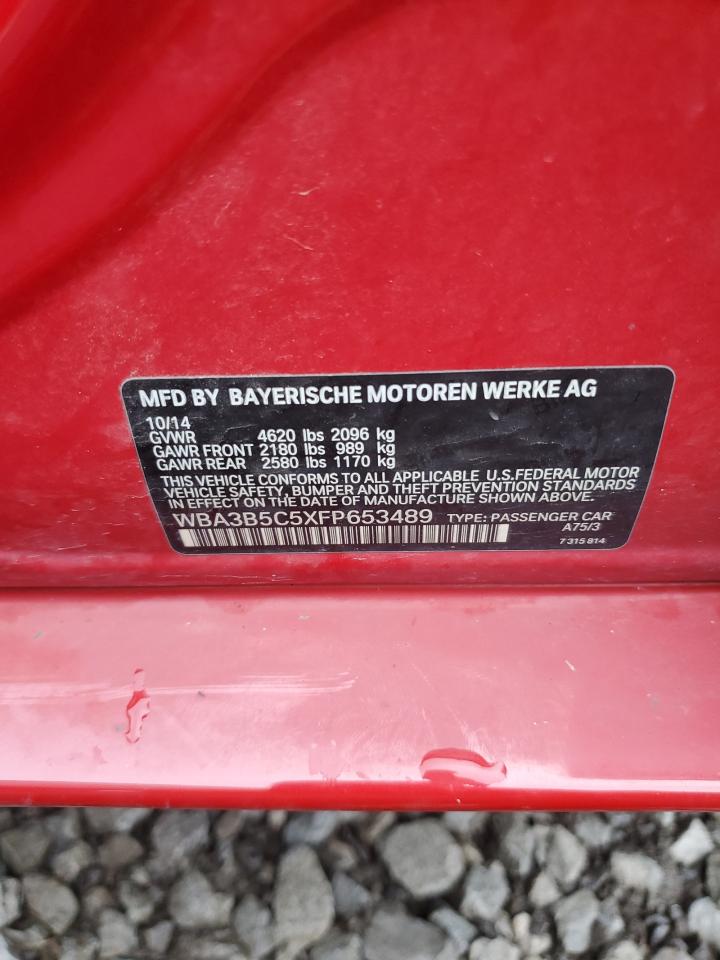 MFD BY BAYERISCHE MOTOREN WERKE AG
10/14
GVWR 4620 lbs 2096 kg
GAWR FRONT 2180 lbs 989 kg
GAWR REAR 2580 lbs 1170 kg
THIS VEHICLE CONFORMS TO ALL APPLICABLE U.S.FEDERAL MOTOR
VEHICLE SAFETY, BUMPER AND THEFT PREVENTION STANDARDS
IN EFFECT ON THE DATE OF MANUFACTURE SHOWN ABOVE.
WBA3B5C5XFP653489 TYPE: PASSENGER CAR
A75/3
7 315 814